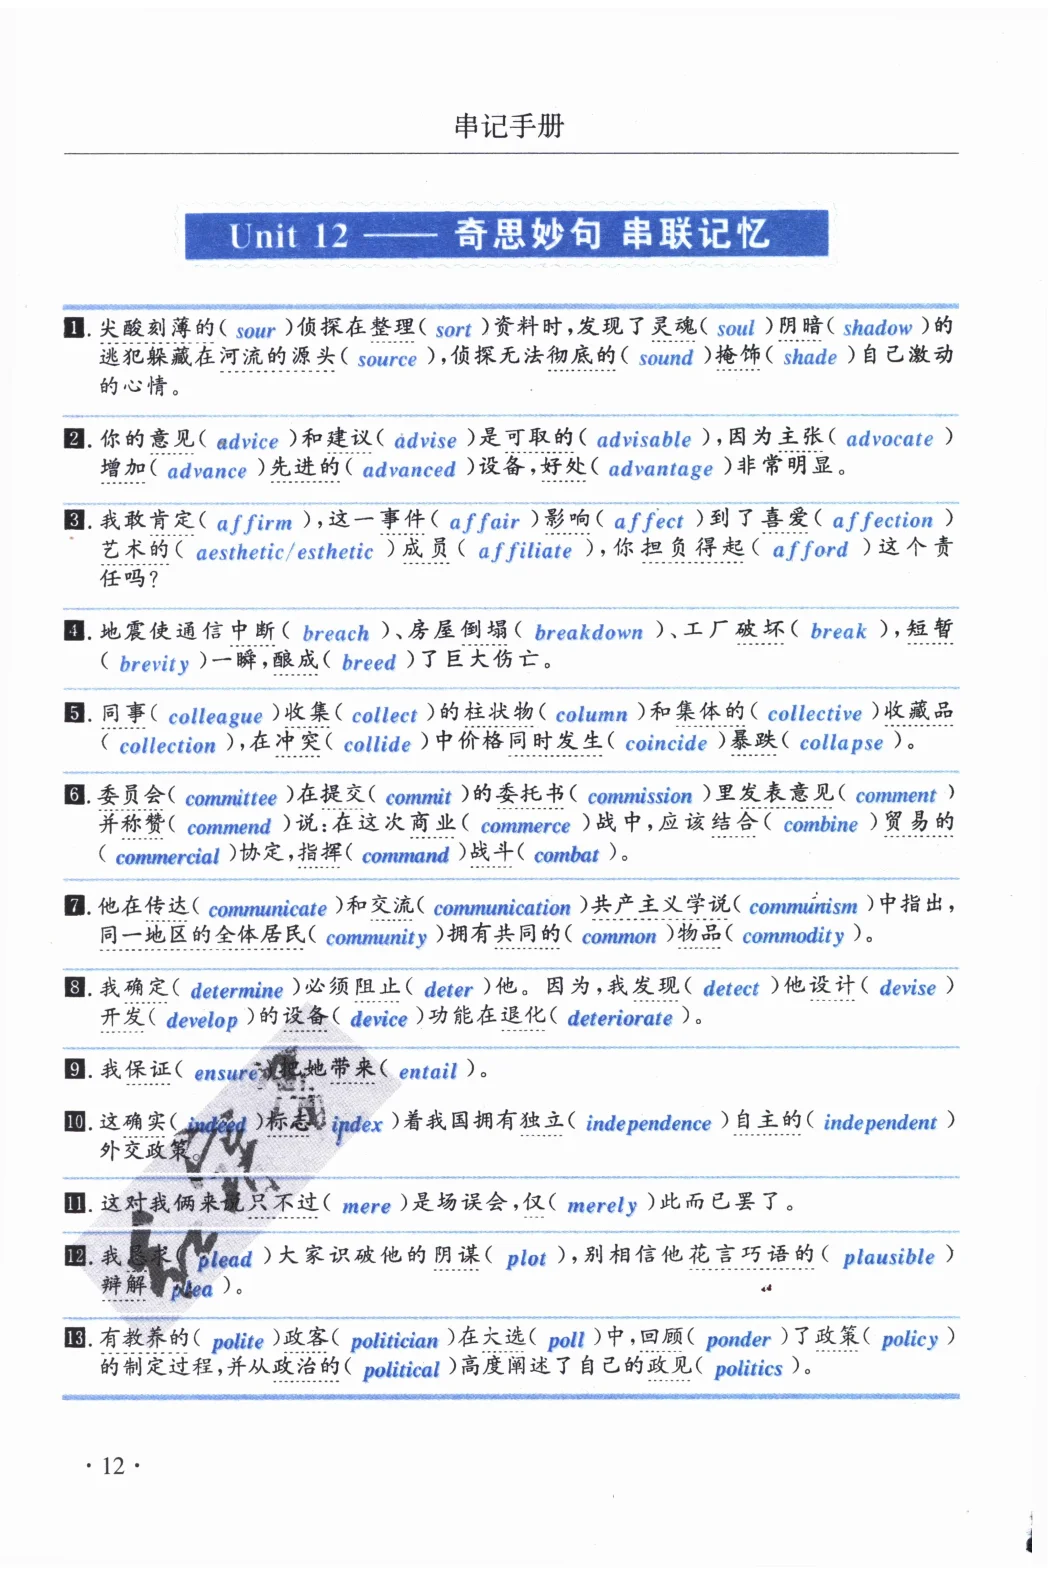 串记手册
Unit 12 —— 奇思妙句 串联记忆
1. 尖酸刻薄的( sour )侦探在整理( sort )资料时,发现了灵魂( soul )阴暗( shadow )的
逃犯躲藏在河流的源头( source ),侦探无法彻底的( sound )掩饰( shade )自己激动
的心情。
2. 你的意见( advice )和建议( advise )是可取的( advisable ),因为主张( advocate )
增加( advance )先进的( advanced )设备,好处( advantage )非常明显。
3. 我敢肯定( affirm ),这一事件( affair )影响( affect )到了喜爱( affection )
艺术的( aesthetic/esthetic )成员( affiliate ),你担负得起( afford )这个责
任吗?
4. 地震使通信中断( breach )、房屋倒塌( breakdown )、工厂破坏( break ),短暂
( brevity )一瞬,酿成( breed )了巨大伤亡。
5. 同事( colleague )收集( collect )的柱状物( column )和集体的( collective )收藏品
( collection ),在冲突( collide )中价格同时发生( coincide )暴跌( collapse )。
6. 委员会( committee )在提交( commit )的委托书( commission )里发表意见( comment )
并称赞( commend )说:在这次商业( commerce )战中,应该结合( combine )贸易的
( commercial )协定,指挥( command )战斗( combat )。
7. 他在传达( communicate )和交流( communication )共产主义学说( communism )中指出,
同一地区的全体居民( community )拥有共同的( common )物品( commodity )。
8. 我确定( determine )必须阻止( deter )他。因为,我发现( detect )他设计( devise )
开发( develop )的设备( device )功能在退化( deteriorate )。
9. 我保证( ensure )把她带来( entail )。
10. 这确实( indeed )标志( index )着我国拥有独立( independence )自主的( independent )
外交政策。
11. 这对我俩来说只不过( mere )是场误会,仅( merely )此而已罢了。
12. 我恳求( plead )大家识破他的阴谋( plot ),别相信他花言巧语的( plausible )
辩解( plea )。
13. 有教养的( polite )政客( politician )在大选( poll )中,回顾( ponder )了政策( policy )
的制定过程,并从政治的( political )高度阐述了自己的政见( politics )。
· 12 ·